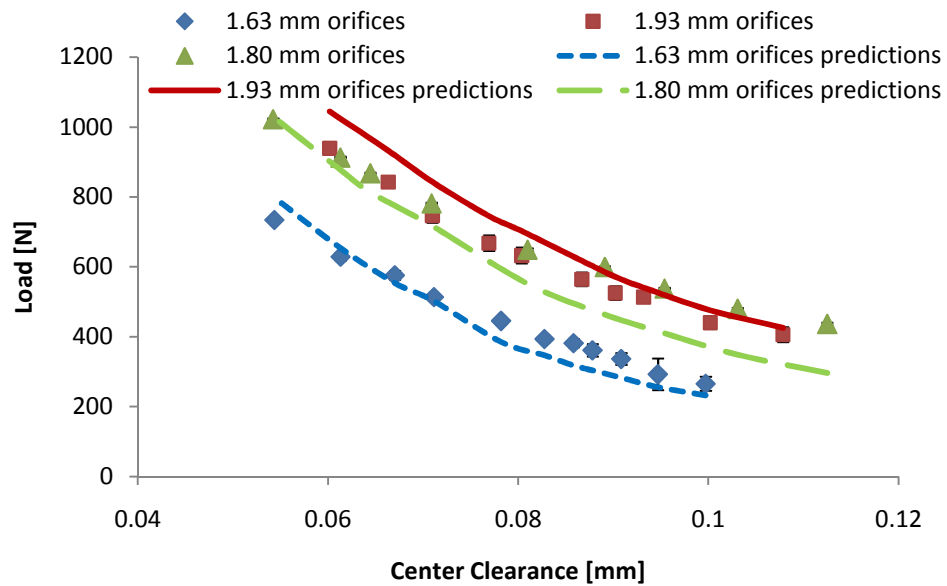 1.63 mm orifices
1.93 mm orifices
1.80 mm orifices
1.63 mm orifices predictions
1.93 mm orifices predictions
1.80 mm orifices predictions
1200
1000
800
600
400
200
0
Load [N]
0.04
0.06
0.08
0.1
0.12
Center Clearance [mm]